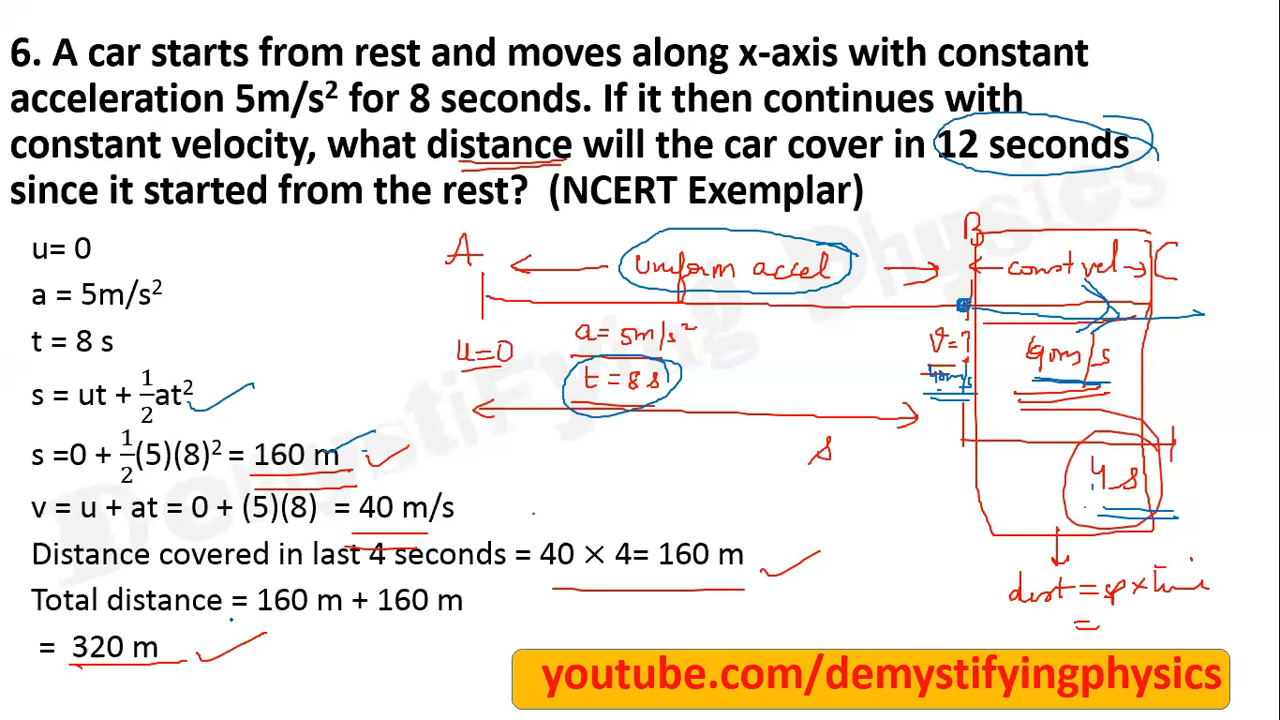 6. A car starts from rest and moves along x-axis with constant
acceleration 5m/s² for 8 seconds. If it then continues with
constant velocity, what distance will the car cover in 12 seconds
since it started from the rest? (NCERT Exemplar)
u= 0
a = 5m/s²
t = 8 s
s = ut + 1/2at²
s =0 + 1/2(5)(8)² = 160 m
v = u + at = 0 + (5)(8) = 40 m/s
Distance covered in last 4 seconds = 40 × 4= 160 m
Total distance = 160 m + 160 m
= 320 m
A
uniform accel
B
const vel
C
a = 5m/s²
u=0
t = 8 s
v=?
40m/s
40m/s
s
4 s
dist = sp × time
=
Demystifying Physics
youtube.com/demystifyingphysics